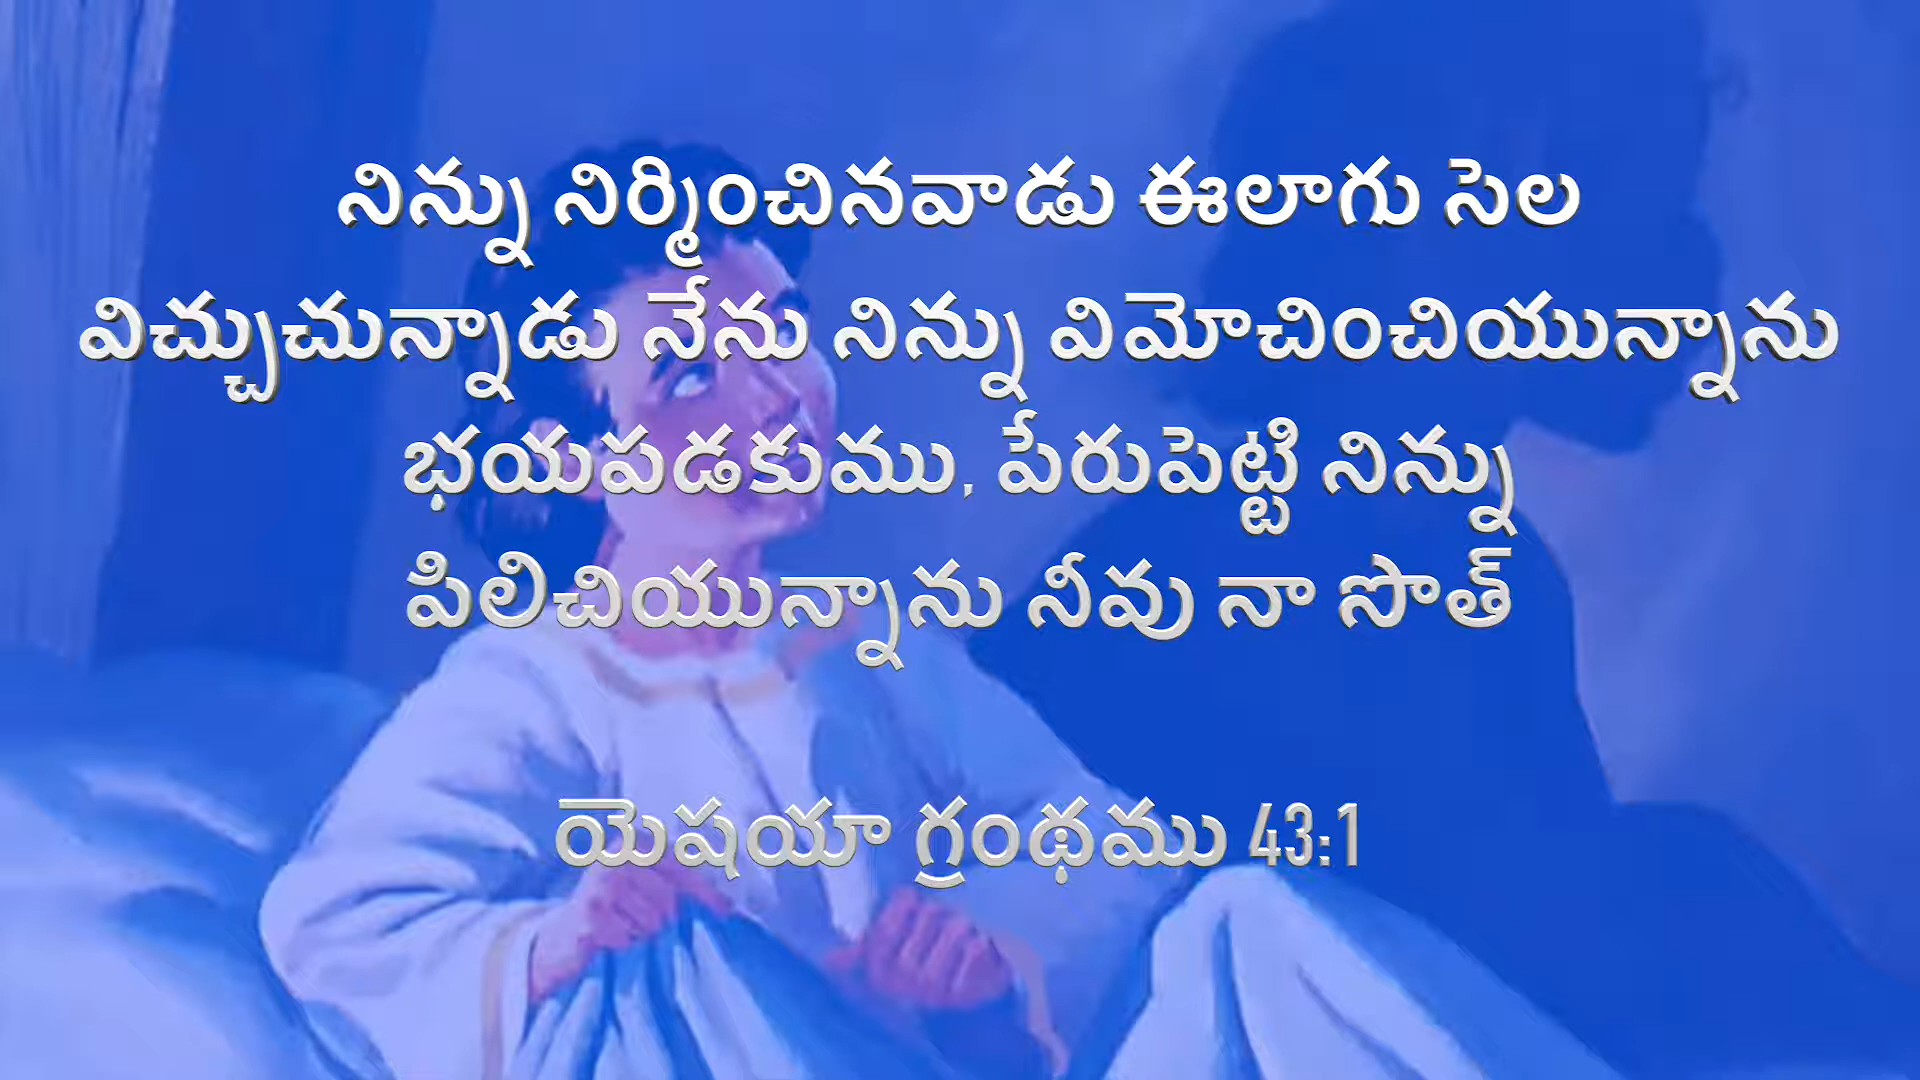 నిన్ను నిర్మించినవాడు ఈలాగు సెల
విచ్చుచున్నాడు నేను నిన్ను విమోచించియున్నాను
భయపడకుము, పేరుపెట్టి నిన్ను
పిలిచియున్నాను నీవు నా సొత్
యెషయా గ్రంథము 43:1